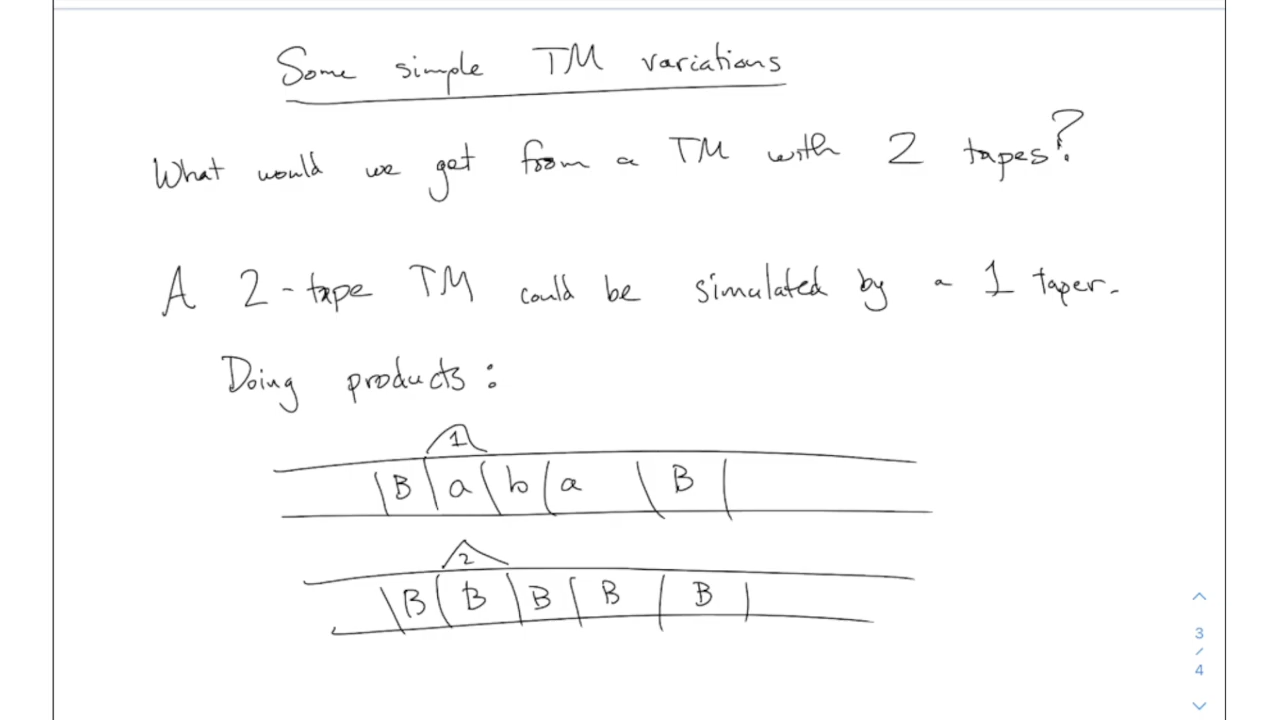 Some simple TM variations
What would we get from a TM with 2 tapes?
A 2-tape TM could be simulated by a 1 taper.
Doing products:
1
B a b a B
2
B B B B B
3
/
4